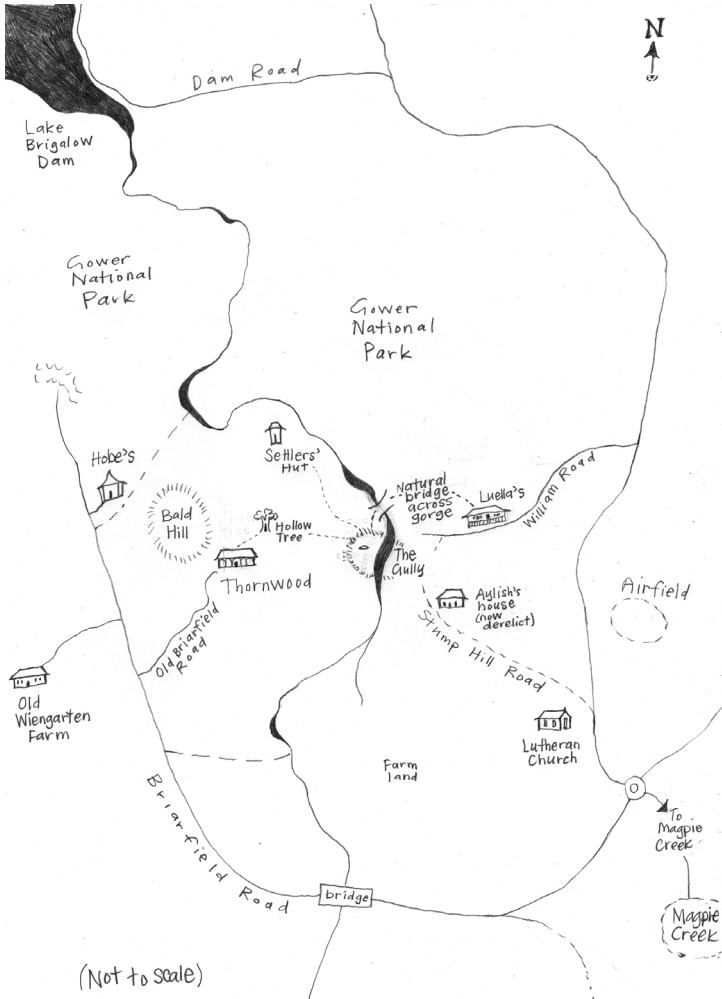 N
Dam Road
Lake
Brigalow
Dam
Gower
National
Park
Gower
National
Park
Hobe's
Settlers'
Hut
Natural
bridge
across
gorge
Luella's
William Road
Bald
Hill
Hollow
Tree
The
Gully
Thornwood
Aylish's
house
(now
derelict)
Airfield
Old Briarfield
Road
Stump Hill Road
Old
Wiengarten
Farm
Lutheran
Church
Farm
land
To
Magpie
Creek
Briarfield Road
bridge
Magpie
Creek
(Not to scale)